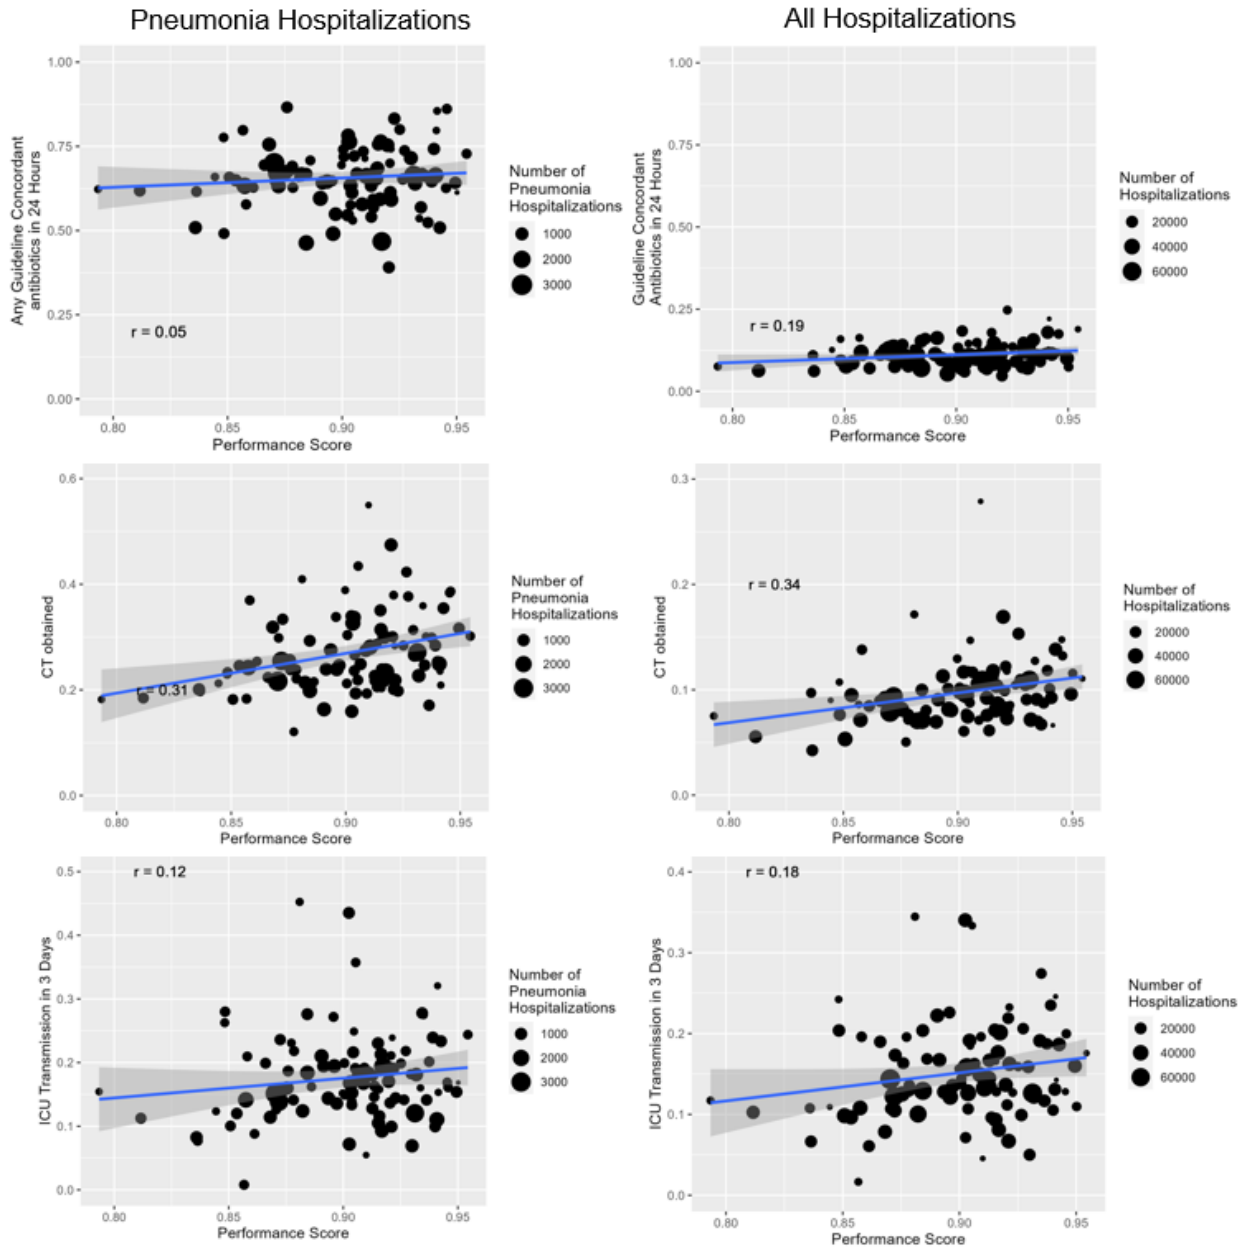 Pneumonia Hospitalizations
All Hospitalizations
1.00
0.75
0.50
0.25
0.00
Any Guideline Concordant
antibiotics in 24 Hours
r = 0.05
0.80 0.85 0.90 0.95
Performance Score
Number of
Pneumonia
Hospitalizations
1000
2000
3000
1.00
0.75
0.50
0.25
0.00
Guideline Concordant
Antibiotics in 24 Hours
r = 0.19
0.80 0.85 0.90 0.95
Performance Score
Number of
Hospitalizations
20000
40000
60000
0.6
0.4
0.2
0.0
CT obtained
r = 0.31
0.80 0.85 0.90 0.95
Performance Score
Number of
Pneumonia
Hospitalizations
1000
2000
3000
0.3
0.2
0.1
0.0
CT obtained
r = 0.34
0.80 0.85 0.90 0.95
Performance Score
Number of
Hospitalizations
20000
40000
60000
0.5
0.4
0.3
0.2
0.1
0.0
ICU Transmission in 3 Days
r = 0.12
0.80 0.85 0.90 0.95
Performance Score
Number of
Pneumonia
Hospitalizations
1000
2000
3000
0.4
0.3
0.2
0.1
0.0
ICU Transmission in 3 Days
r = 0.18
0.80 0.85 0.90 0.95
Performance Score
Number of
Hospitalizations
20000
40000
60000